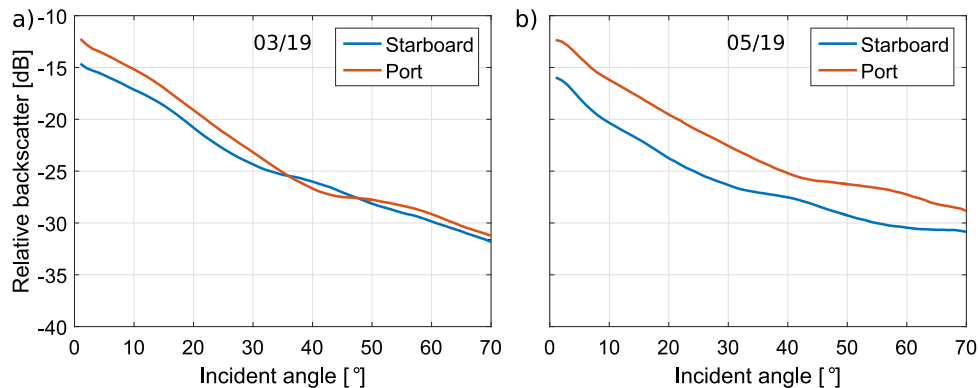 a)
03/19
Starboard
Port
Relative backscatter [dB]
-10
-15
-20
-25
-30
-35
-40
0 10 20 30 40 50 60 70
Incident angle [°]
b)
05/19
Starboard
Port
0 10 20 30 40 50 60 70
Incident angle [°]